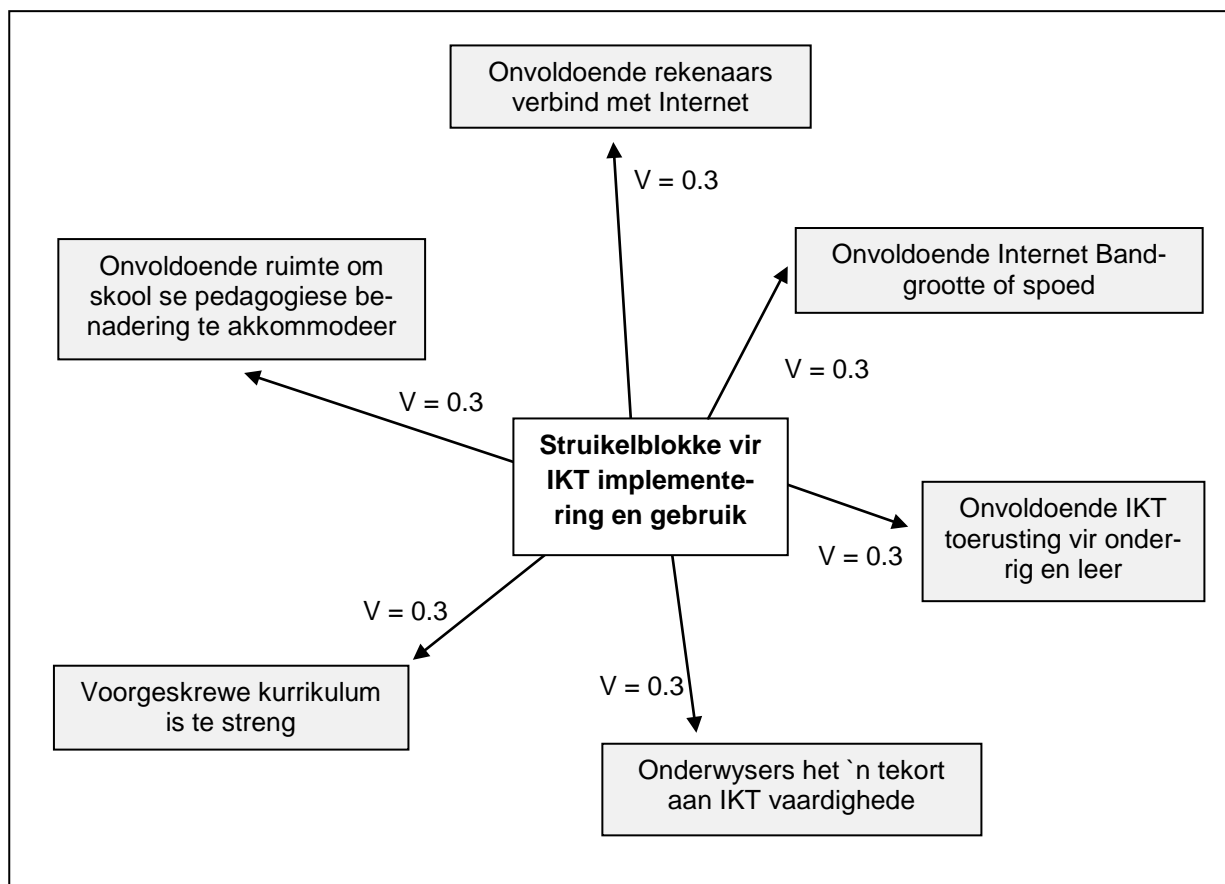 Onvoldoende rekenaars
verbind met Internet
V = 0.3
Onvoldoende Internet Band-
grootte of spoed
Onvoldoende ruimte om
skool se pedagogiese be-
nadering te akkommodeer
V = 0.3
V = 0.3
Struikelblokke vir
IKT implemente-
ring en gebruik
Onvoldoende IKT
toerusting vir onder-
rig en leer
V = 0.3
V = 0.3
Voorgeskrewe kurrikulum
is te streng
V = 0.3
Onderwysers het `n tekort
aan IKT vaardighede